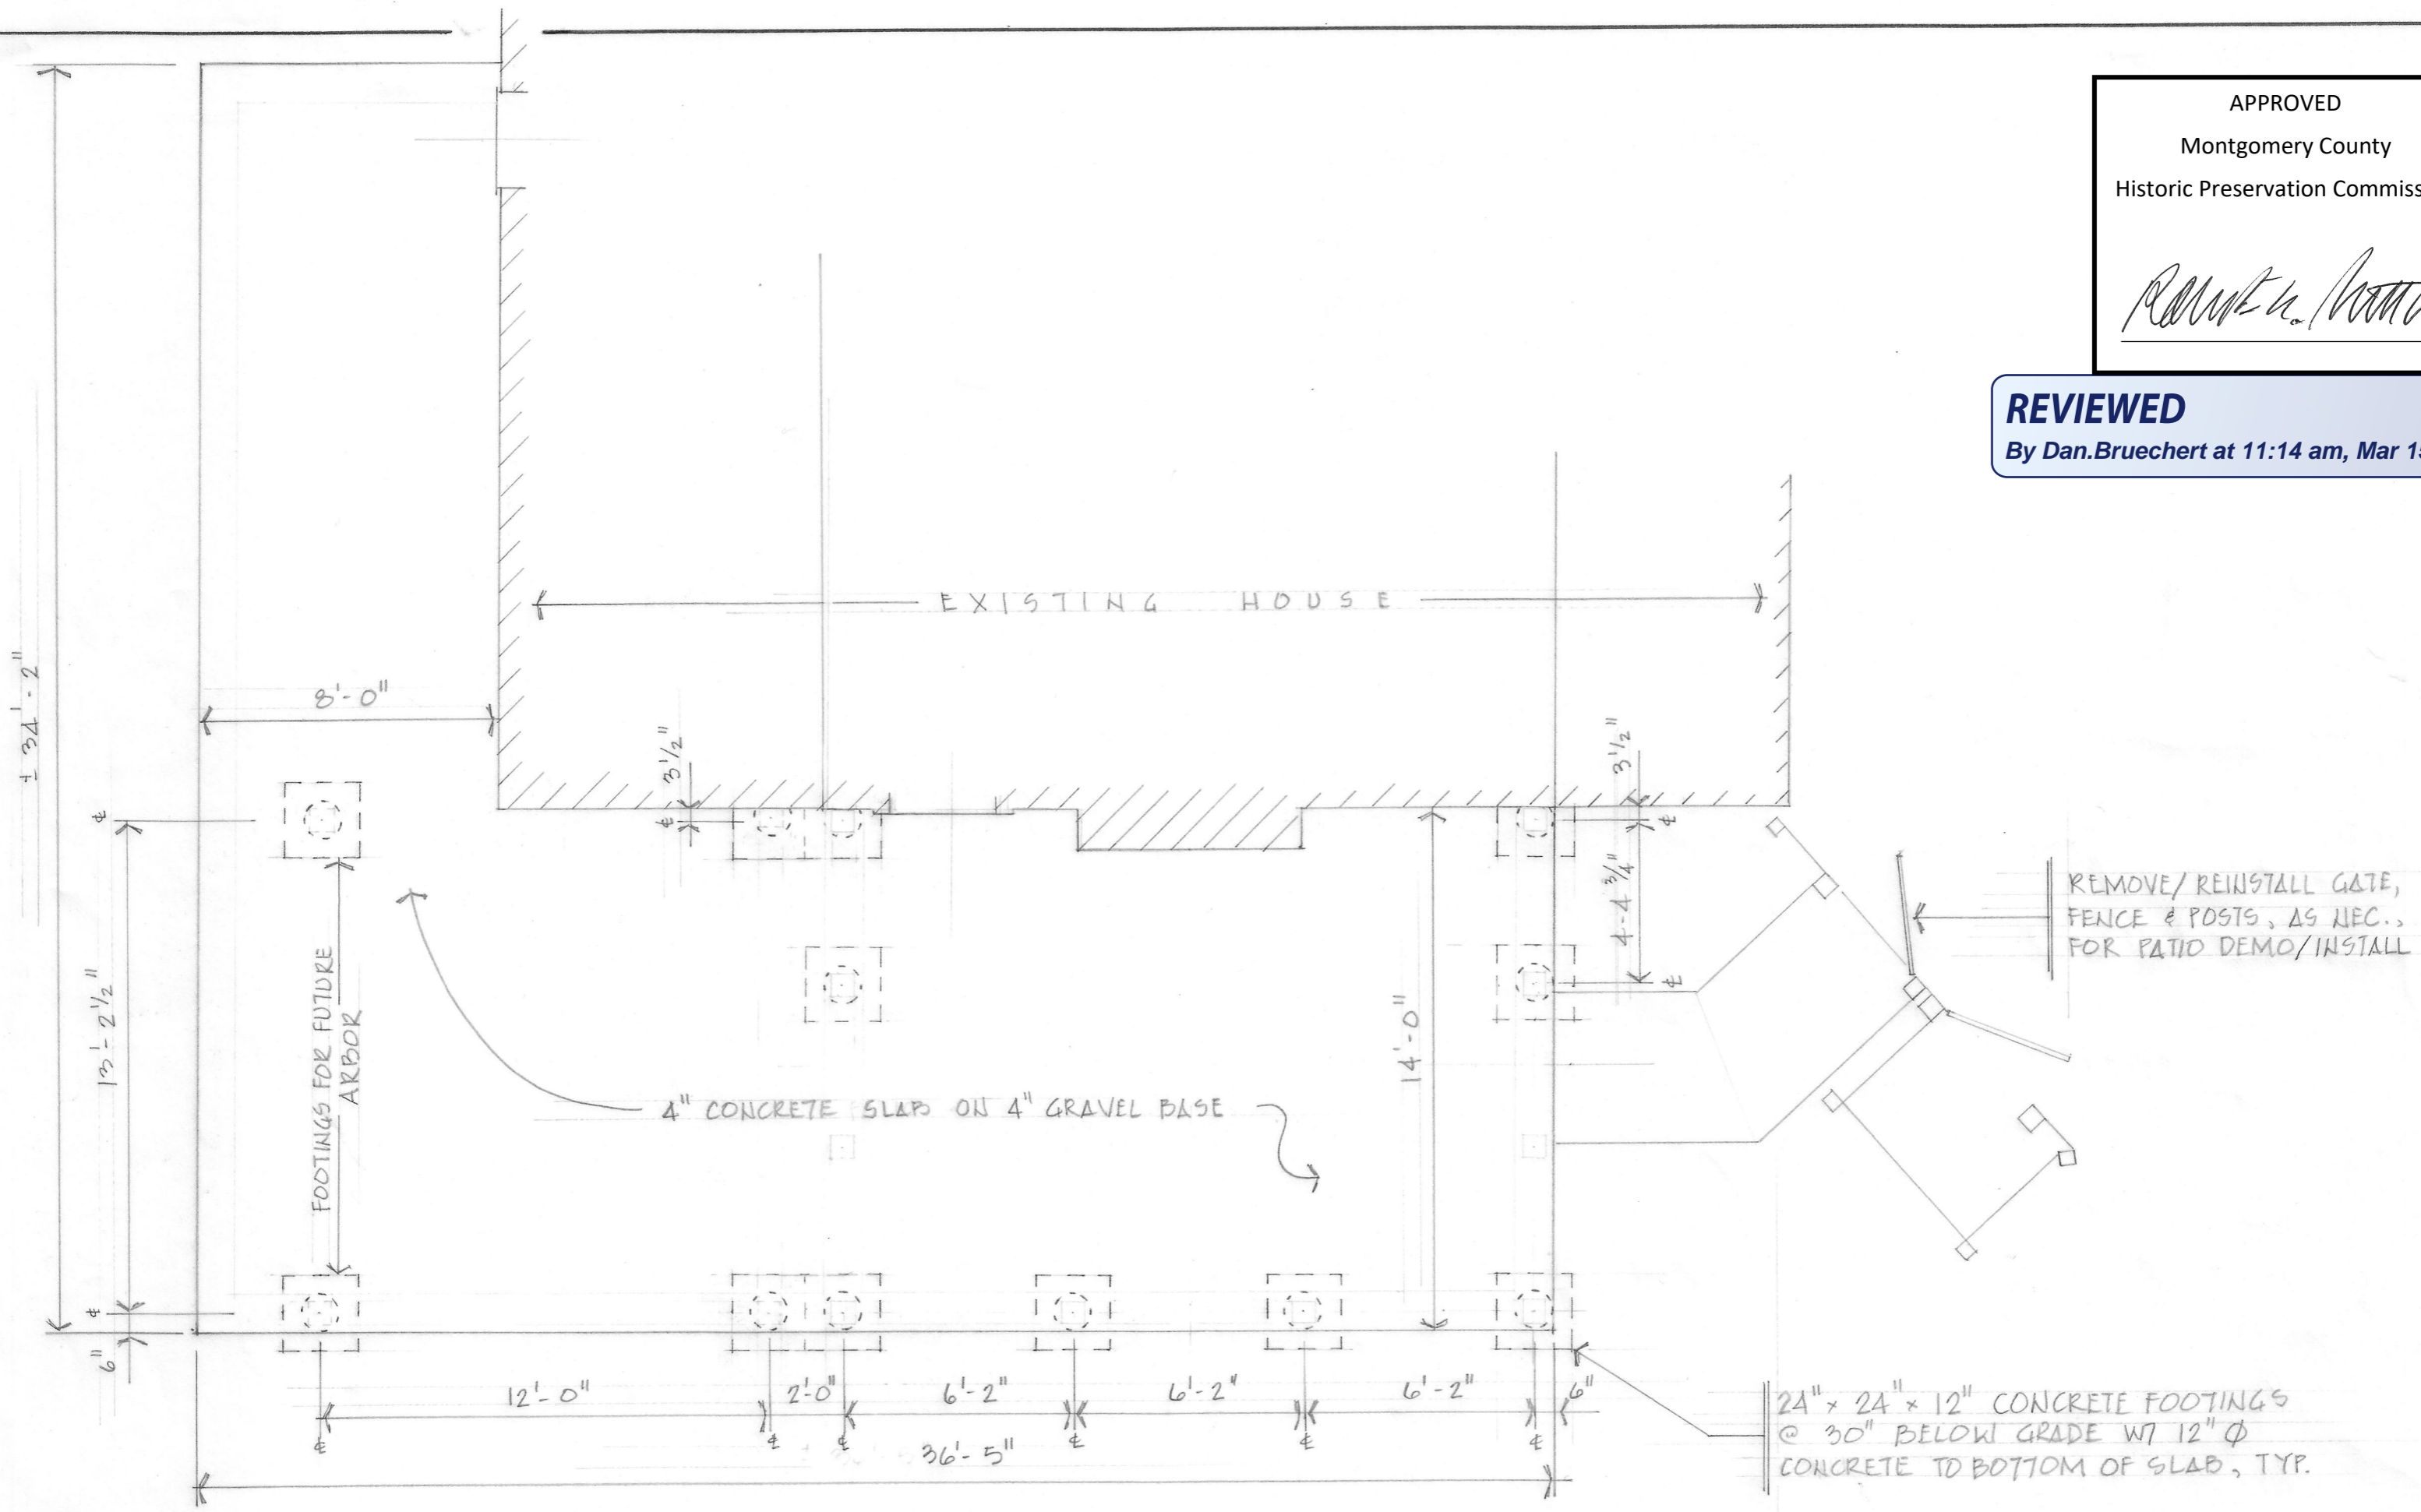 APPROVED
Montgomery County
Historic Preservation Commiss
REVIEWED
By Dan.Bruechert at 11:14 am, Mar 15
EXISTING HOUSE
± 34'-2"
8'-0"
3 1/2"
3 1/2"
4'-4 3/4"
REMOVE/REINSTALL GATE,
FENCE & POSTS, AS NEC.,
FOR PATIO DEMO/INSTALL
13'-2 1/2"
FOOTINGS FOR FUTURE
ARBOR
14'-0"
4" CONCRETE SLAB ON 4" GRAVEL BASE
6"
12'-0"
2'-0"
6'-2"
6'-2"
6'-2"
6"
36'-5"
24" x 24" x 12" CONCRETE FOOTINGS
@ 30" BELOW GRADE W/ 12" Ø
CONCRETE TO BOTTOM OF SLAB, TYP.